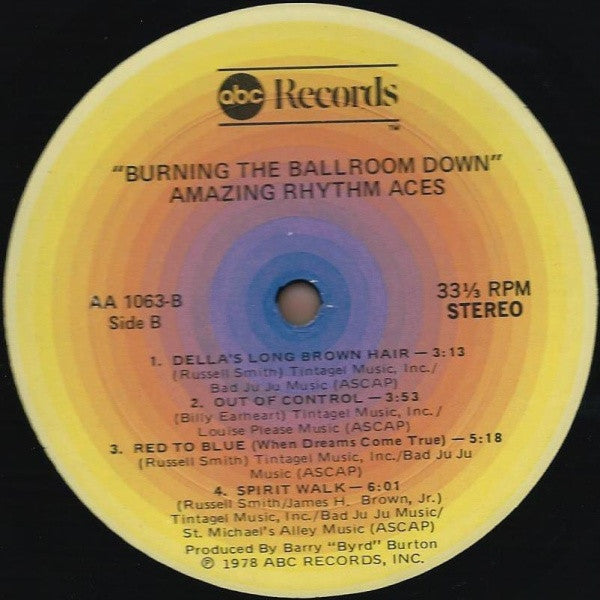 abc Records
TM
"BURNING THE BALLROOM DOWN"
AMAZING RHYTHM ACES
AA 1063-B
Side B
33⅓ RPM
STEREO
1. DELLA'S LONG BROWN HAIR — 3:13
(Russell Smith) Tintagel Music, Inc./
Bad Ju Ju Music (ASCAP)
2. OUT OF CONTROL — 3:53
(Billy Earheart) Tintagel Music, Inc./
Louise Please Music (ASCAP)
3. RED TO BLUE (When Dreams Come True) — 5:18
(Russell Smith) Tintagel Music, Inc./Bad Ju Ju
Music (ASCAP)
4. SPIRIT WALK — 6:01
(Russell Smith/James H. Brown, Jr.)
Tintagel Music, Inc./Bad Ju Ju Music/
St. Michael's Alley Music (ASCAP)
Produced By Barry "Byrd" Burton
℗ 1978 ABC RECORDS, INC.